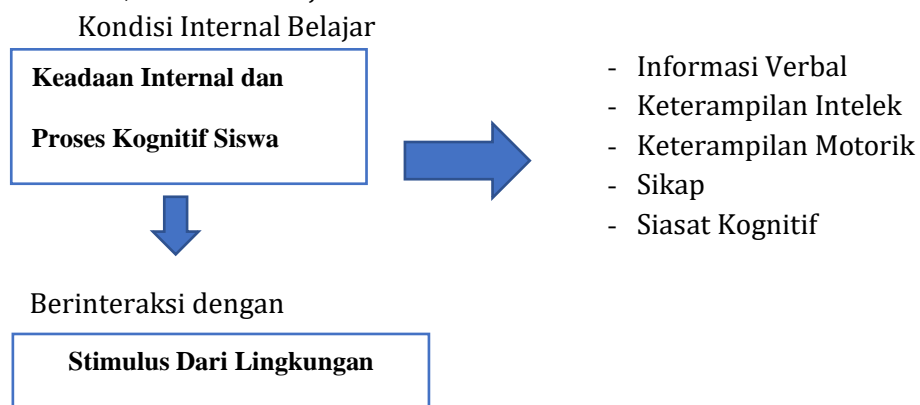 Kondisi Internal Belajar
Keadaan Internal dan
Proses Kognitif Siswa
- Informasi Verbal
- Keterampilan Intelek
- Keterampilan Motorik
- Sikap
- Siasat Kognitif
Berinteraksi dengan
Stimulus Dari Lingkungan